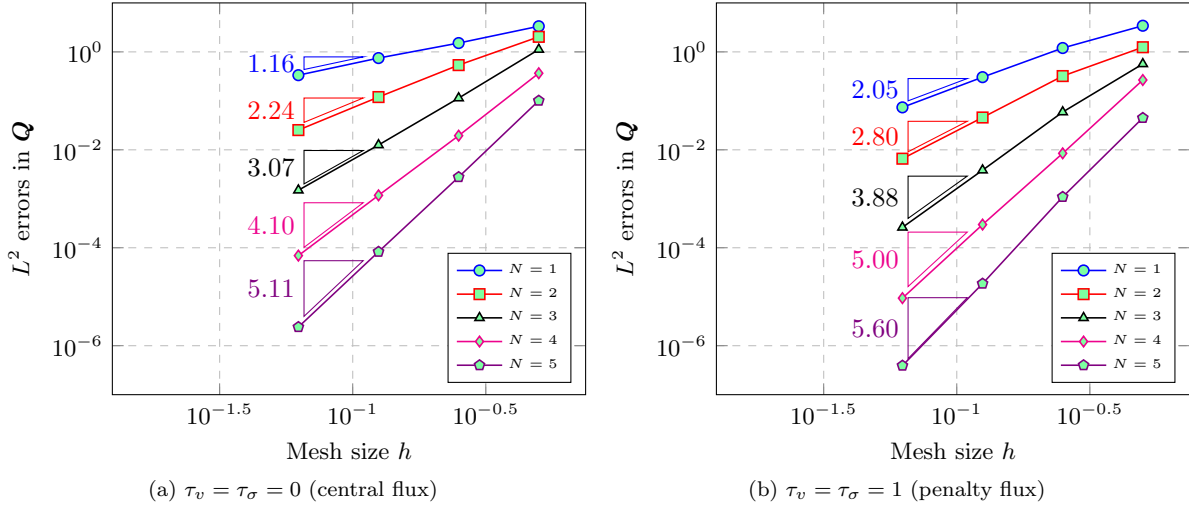 10^0
10^{-2}
10^{-4}
10^{-6}
L^2 errors in Q
1.16
2.24
3.07
4.10
5.11
N = 1
N = 2
N = 3
N = 4
N = 5
10^{-1.5}
10^{-1}
10^{-0.5}
Mesh size h
(a) τ_v = τ_σ = 0 (central flux)
10^0
10^{-2}
10^{-4}
10^{-6}
L^2 errors in Q
2.05
2.80
3.88
5.00
5.60
N = 1
N = 2
N = 3
N = 4
N = 5
10^{-1.5}
10^{-1}
10^{-0.5}
Mesh size h
(b) τ_v = τ_σ = 1 (penalty flux)